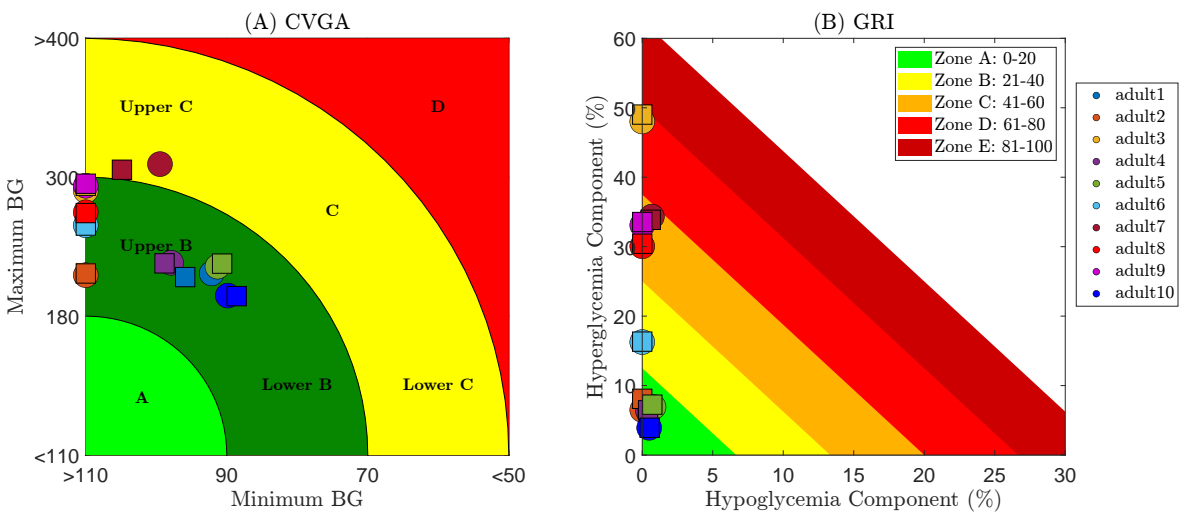 (A) CVGA
>400
300
180
<110
Maximum BG
Upper C
D
C
Upper B
Lower B
Lower C
A
>110
90
70
<50
Minimum BG
(B) GRI
60
50
40
30
20
10
0
Hyperglycemia Component (%)
Zone A: 0-20
Zone B: 21-40
Zone C: 41-60
Zone D: 61-80
Zone E: 81-100
0
5
10
15
20
25
30
Hypoglycemia Component (%)
adult1
adult2
adult3
adult4
adult5
adult6
adult7
adult8
adult9
adult10